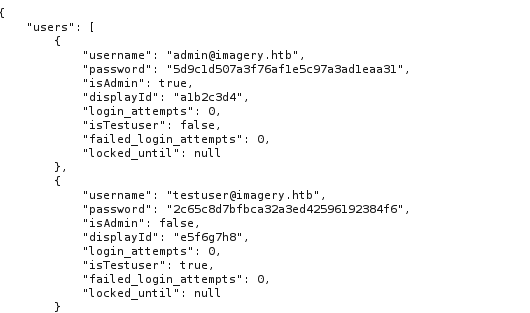 {
    "users": [
        {
            "username": "admin@imagery.htb",
            "password": "5d9c1d507a3f76af1e5c97a3ad1eaa31",
            "isAdmin": true,
            "displayId": "a1b2c3d4",
            "login_attempts": 0,
            "isTestuser": false,
            "failed_login_attempts": 0,
            "locked_until": null
        },
        {
            "username": "testuser@imagery.htb",
            "password": "2c65c8d7bfbca32a3ed42596192384f6",
            "isAdmin": false,
            "displayId": "e5f6g7h8",
            "login_attempts": 0,
            "isTestuser": true,
            "failed_login_attempts": 0,
            "locked_until": null
        }